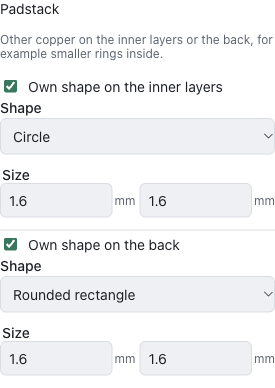 Padstack
Other copper on the inner layers or the back, for
example smaller rings inside.
Own shape on the inner layers
Shape
Circle
Size
1.6 mm 1.6 mm
Own shape on the back
Shape
Rounded rectangle
Size
1.6 mm 1.6 mm